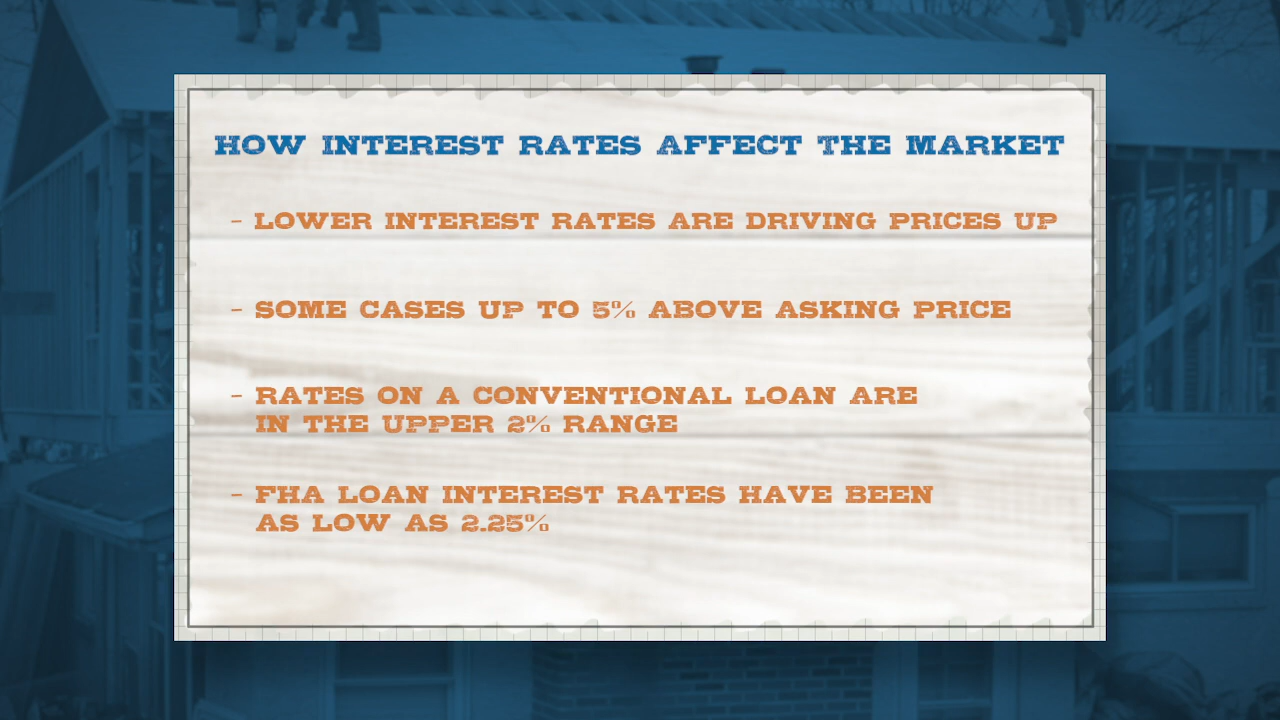 HOW INTEREST RATES AFFECT THE MARKET
- LOWER INTEREST RATES ARE DRIVING PRICES UP
- SOME CASES UP TO 5% ABOVE ASKING PRICE
- RATES ON A CONVENTIONAL LOAN ARE
IN THE UPPER 2% RANGE
- FHA LOAN INTEREST RATES HAVE BEEN
AS LOW AS 2.25%